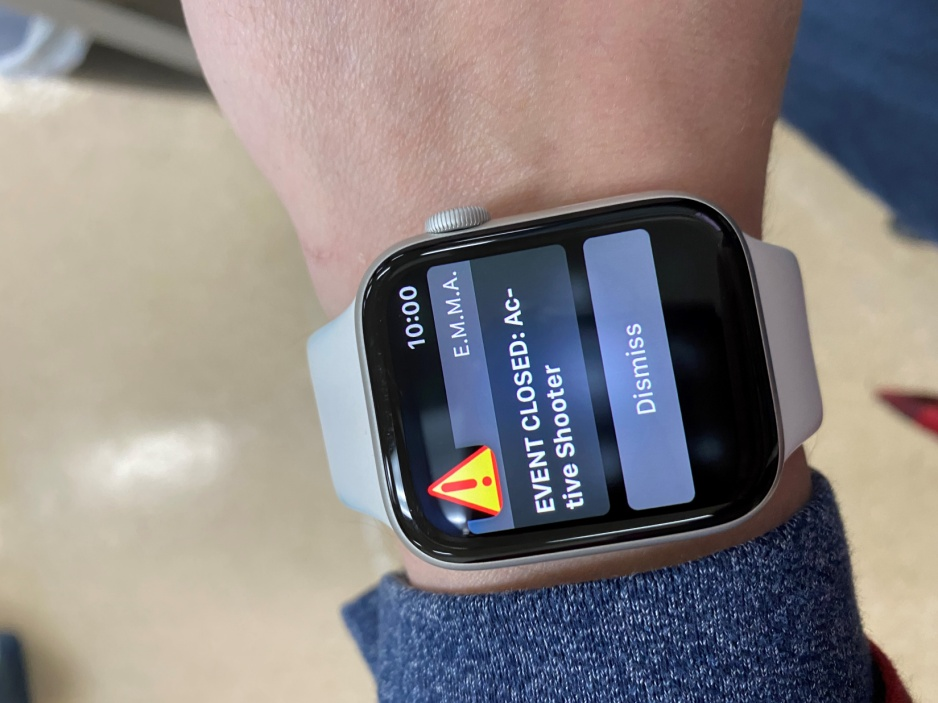 10:00
E.M.M.A.
EVENT CLOSED: Ac-
tive Shooter
Dismiss